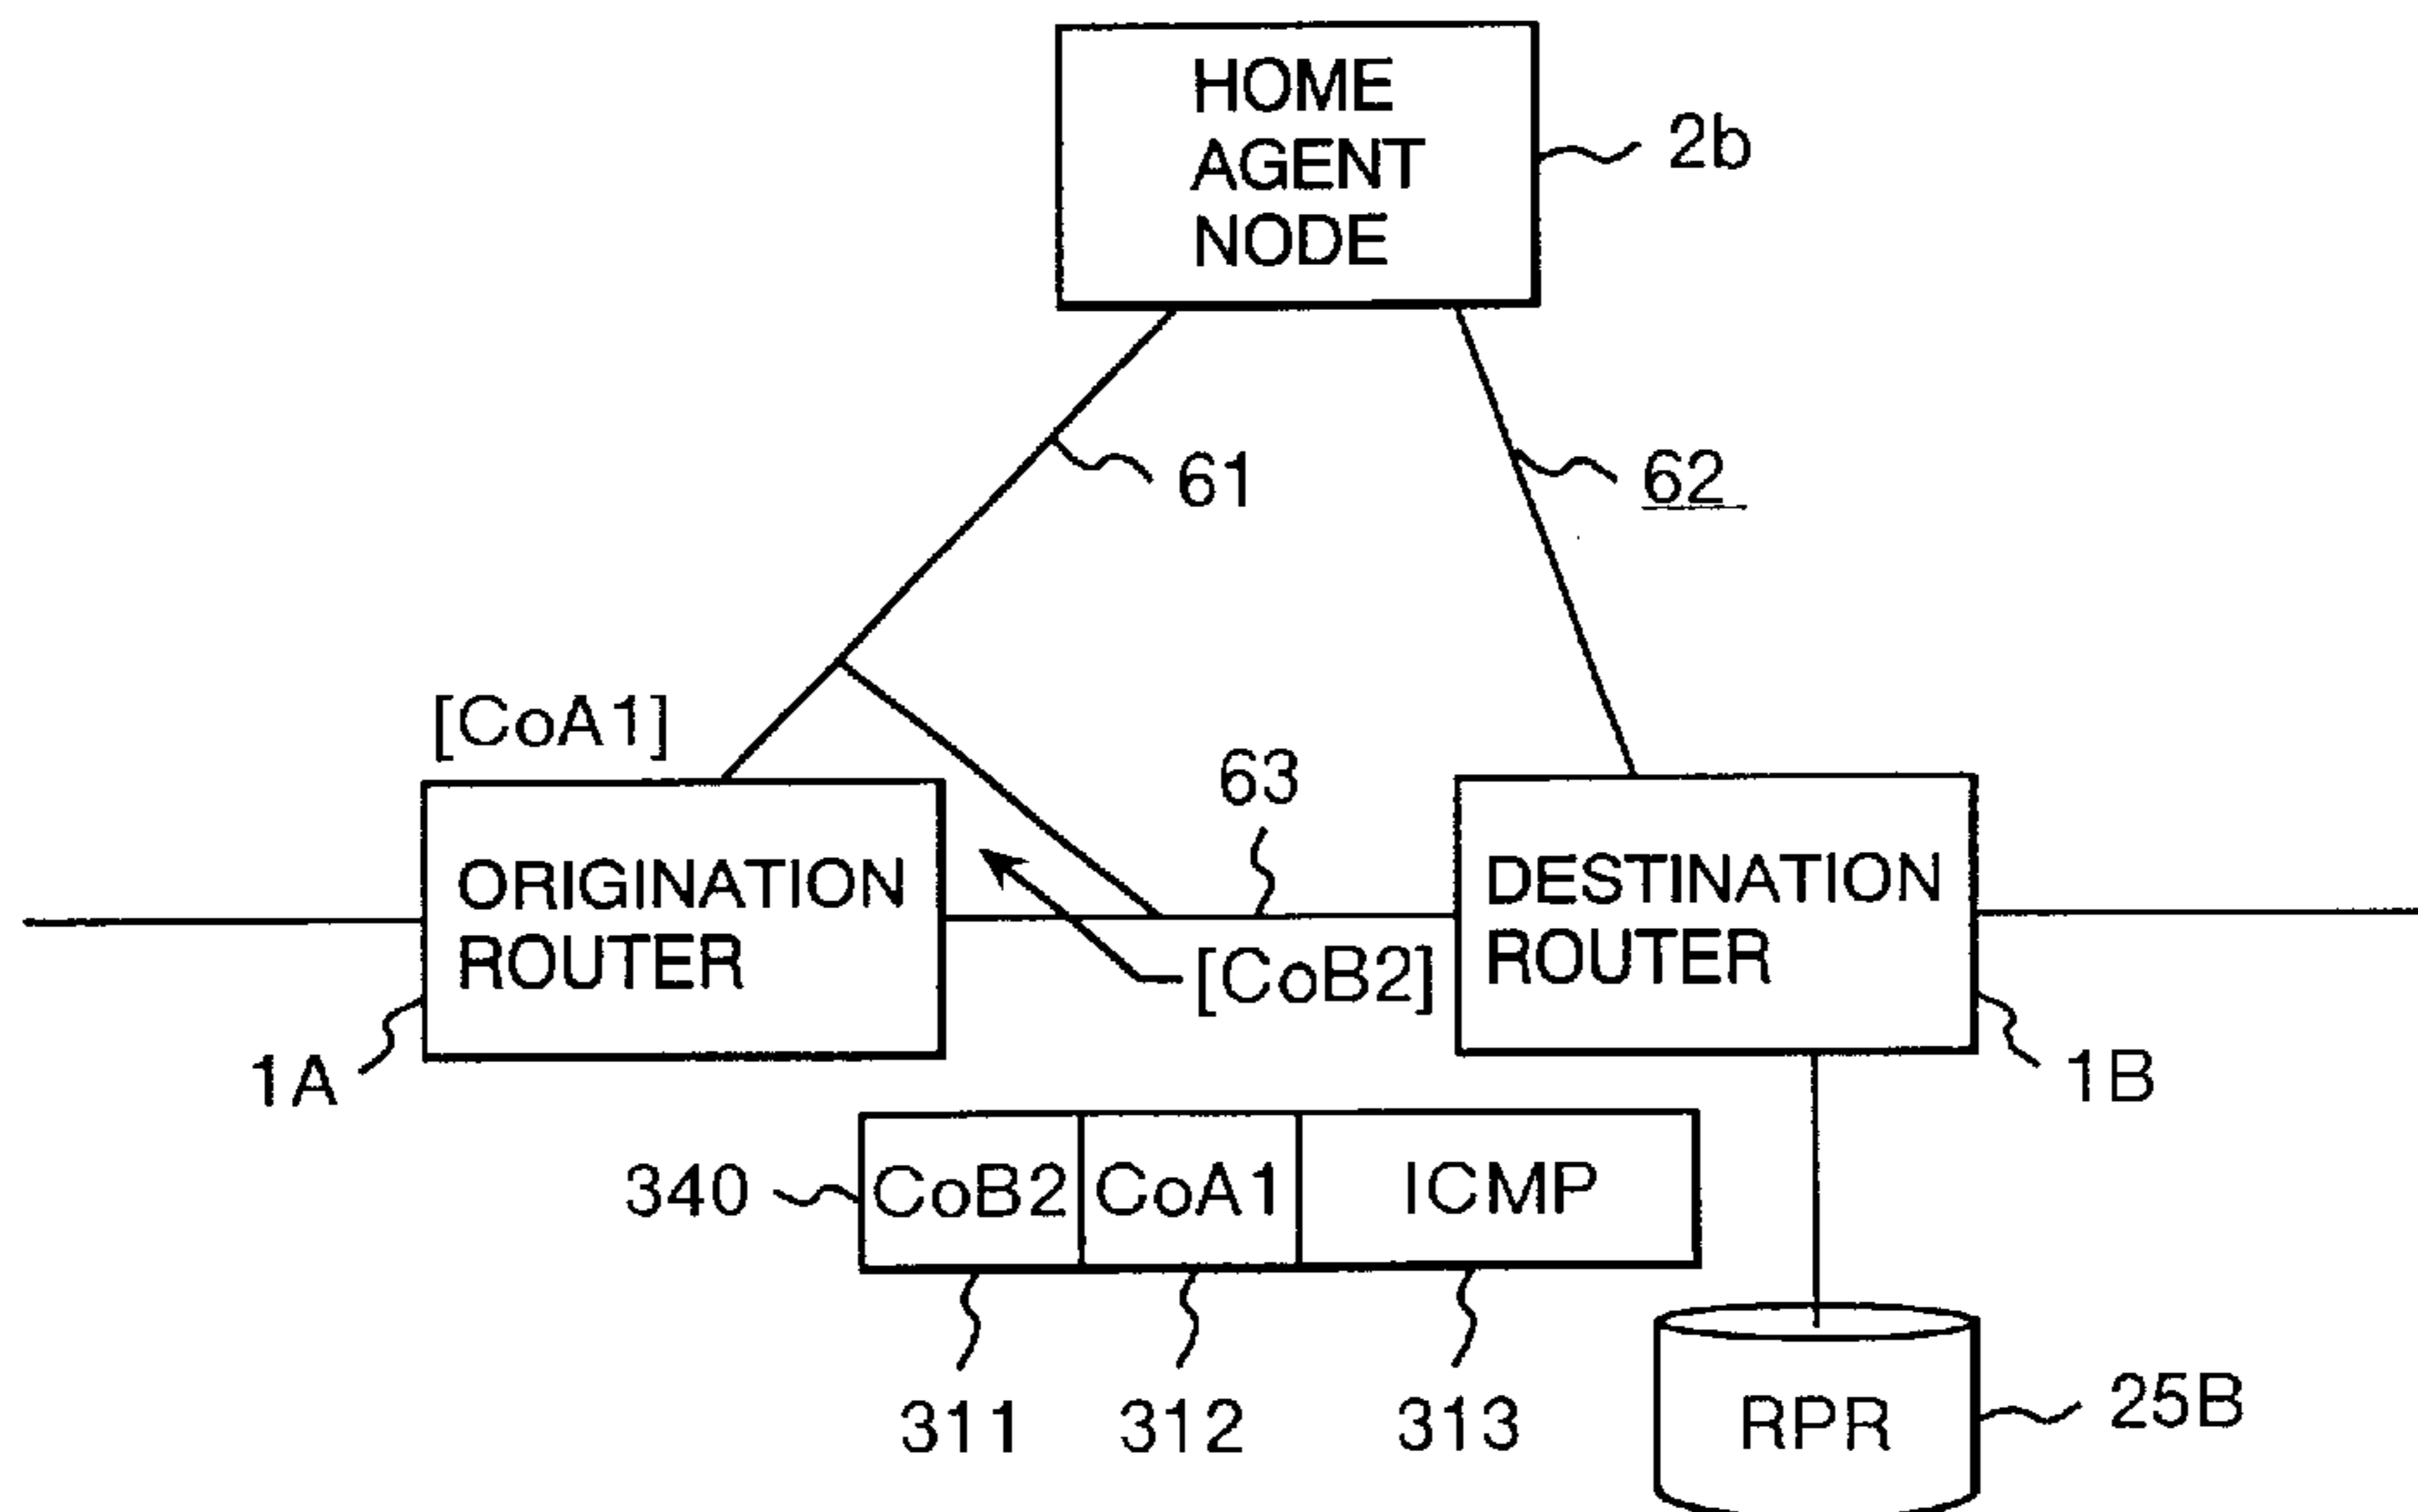 HOME
AGENT
NODE
2b
61
62
[CoA1]
63
ORIGINATION
ROUTER
DESTINATION
ROUTER
[CoB2]
1A
1B
340
CoB2
CoA1
ICMP
311
312
313
RPR
25B